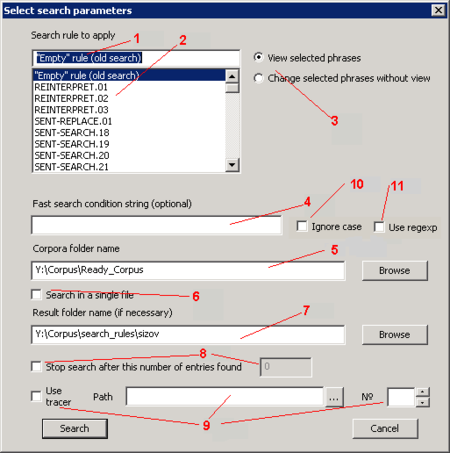 Select search parameters
Search rule to apply
1
2
"Empty" rule (old search)
View selected phrases
"Empty" rule (old search)
Change selected phrases without view
REINTERPRET.01
REINTERPRET.02
REINTERPRET.03
3
SENT-REPLACE.01
SENT-SEARCH.18
SENT-SEARCH.19
SENT-SEARCH.20
SENT-SEARCH.21
10
11
Fast search condition string (optional)
4
Ignore case
Use regexp
Corpora folder name
5
Y:\Corpus\Ready_Corpus
Browse
Search in a single file
6
Result folder name (if necessary)
7
Y:\Corpus\search_rules\sizov
Browse
8
Stop search after this number of entries found
0
Use tracer
Path
...
Nº
9
Search
Cancel